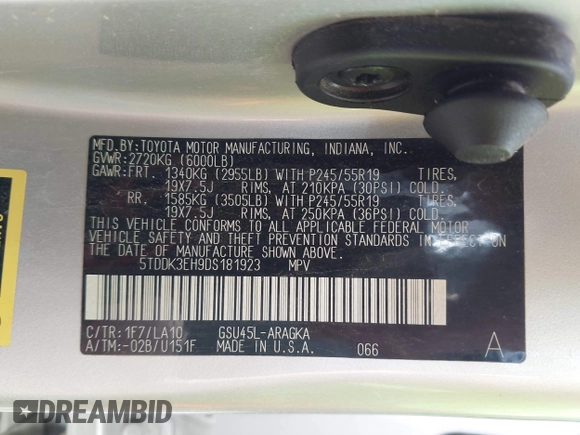 MFD.BY:TOYOTA MOTOR MANUFACTURING, INDIANA, INC.
GVWR:2720KG (6000LB)
GAWR:FRT. 1340KG (2955LB) WITH P245/55R19 TIRES,
19X7.5J RIMS, AT 210KPA (30PSI) COLD.
RR. 1585KG (3505LB) WITH P245/55R19 TIRES,
19X7.5J RIMS, AT 250KPA (36PSI) COLD.
THIS VEHICLE CONFORMS TO ALL APPLICABLE FEDERAL MOTOR
VEHICLE SAFETY AND THEFT PREVENTION STANDARDS IN EFFECT ON
THE DATE OF MANUFACTURE SHOWN ABOVE.
5TDDK3EH9DS181923 MPV
C/TR:1F7/LA10 GSU45L-ARAGKA
A/TM:-02B/U151F MADE IN U.S.A. 066 A
DREAMBID